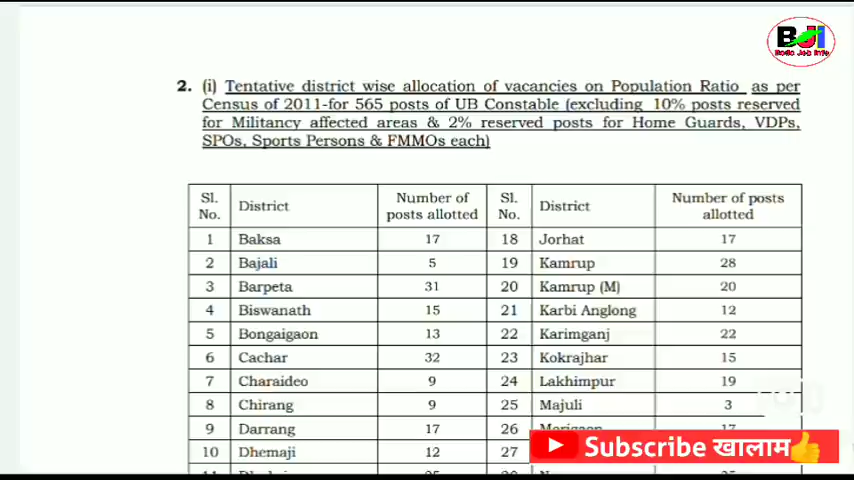 BJI
Bodo Job Info
2. (i) Tentative district wise allocation of vacancies on Population Ratio as per
Census of 2011-for 565 posts of UB Constable (excluding 10% posts reserved
for Militancy affected areas & 2% reserved posts for Home Guards, VDPs,
SPOs, Sports Persons & FMMOs each)
Sl. No. District Number of posts allotted Sl. No. District Number of posts allotted
1 Baksa 17 18 Jorhat 17
2 Bajali 5 19 Kamrup 28
3 Barpeta 31 20 Kamrup (M) 20
4 Biswanath 15 21 Karbi Anglong 12
5 Bongaigaon 13 22 Karimganj 22
6 Cachar 32 23 Kokrajhar 15
7 Charaideo 9 24 Lakhimpur 19
8 Chirang 9 25 Majuli 3
9 Darrang 17 26 Morigaon 17
10 Dhemaji 12 27
Subscribe खालाम